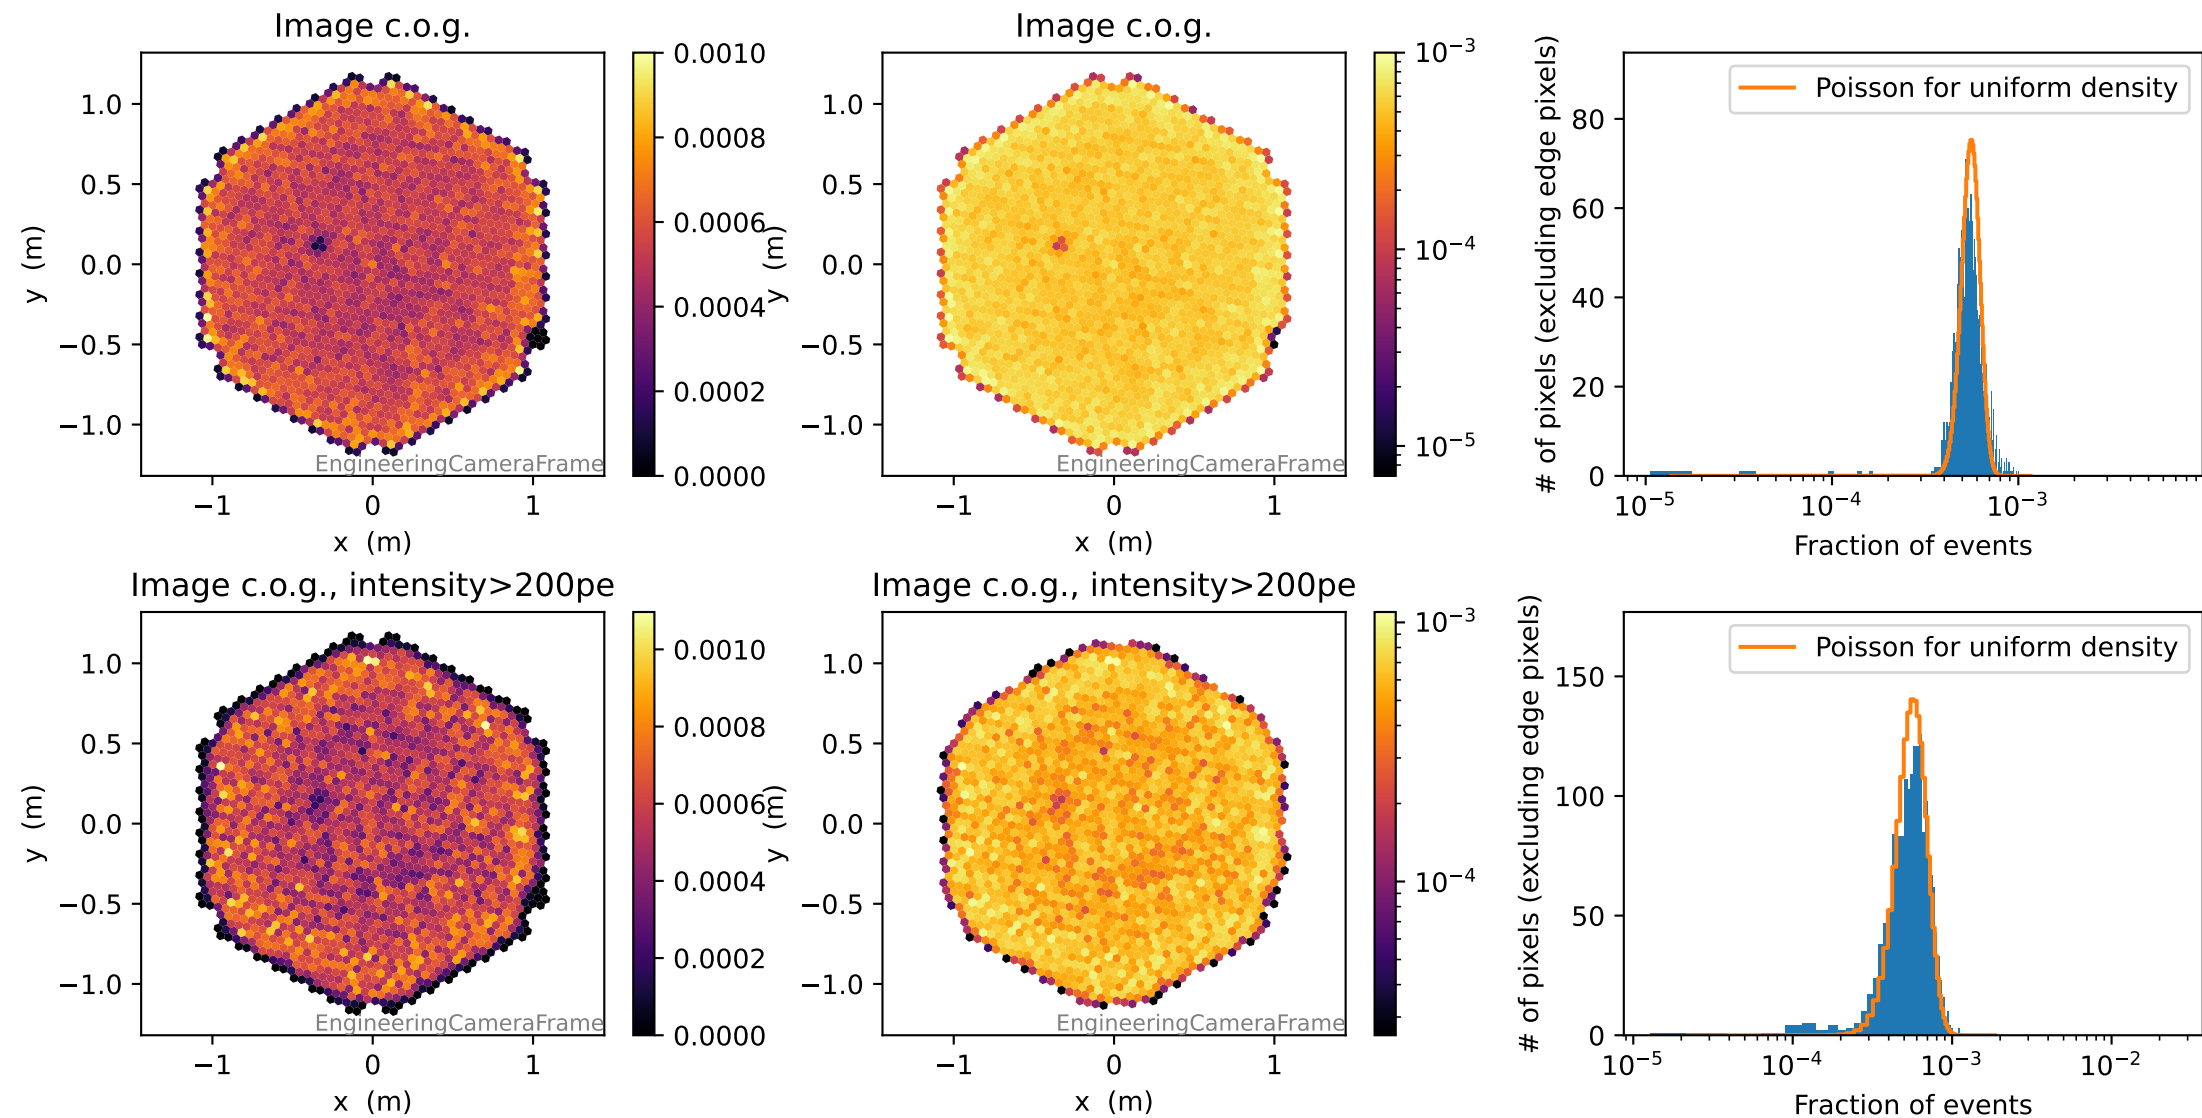 Image c.o.g.
1.0
0.5
0.0
−0.5
−1.0
y (m)
−1
0
1
x (m)
EngineeringCameraFrame
0.0010
0.0008
0.0006
0.0004
0.0002
0.0000
Image c.o.g.
1.0
0.5
0.0
−0.5
−1.0
y (m)
−1
0
1
x (m)
EngineeringCameraFrame
10⁻³
10⁻⁴
10⁻⁵
Poisson for uniform density
# of pixels (excluding edge pixels)
80
60
40
20
0
10⁻⁵
10⁻⁴
10⁻³
Fraction of events
Image c.o.g., intensity>200pe
1.0
0.5
0.0
−0.5
−1.0
y (m)
−1
0
1
x (m)
EngineeringCameraFrame
0.0010
0.0008
0.0006
0.0004
0.0002
0.0000
Image c.o.g., intensity>200pe
1.0
0.5
0.0
−0.5
−1.0
y (m)
−1
0
1
x (m)
EngineeringCameraFrame
10⁻³
10⁻⁴
Poisson for uniform density
# of pixels (excluding edge pixels)
150
100
50
0
10⁻⁵
10⁻⁴
10⁻³
10⁻²
Fraction of events